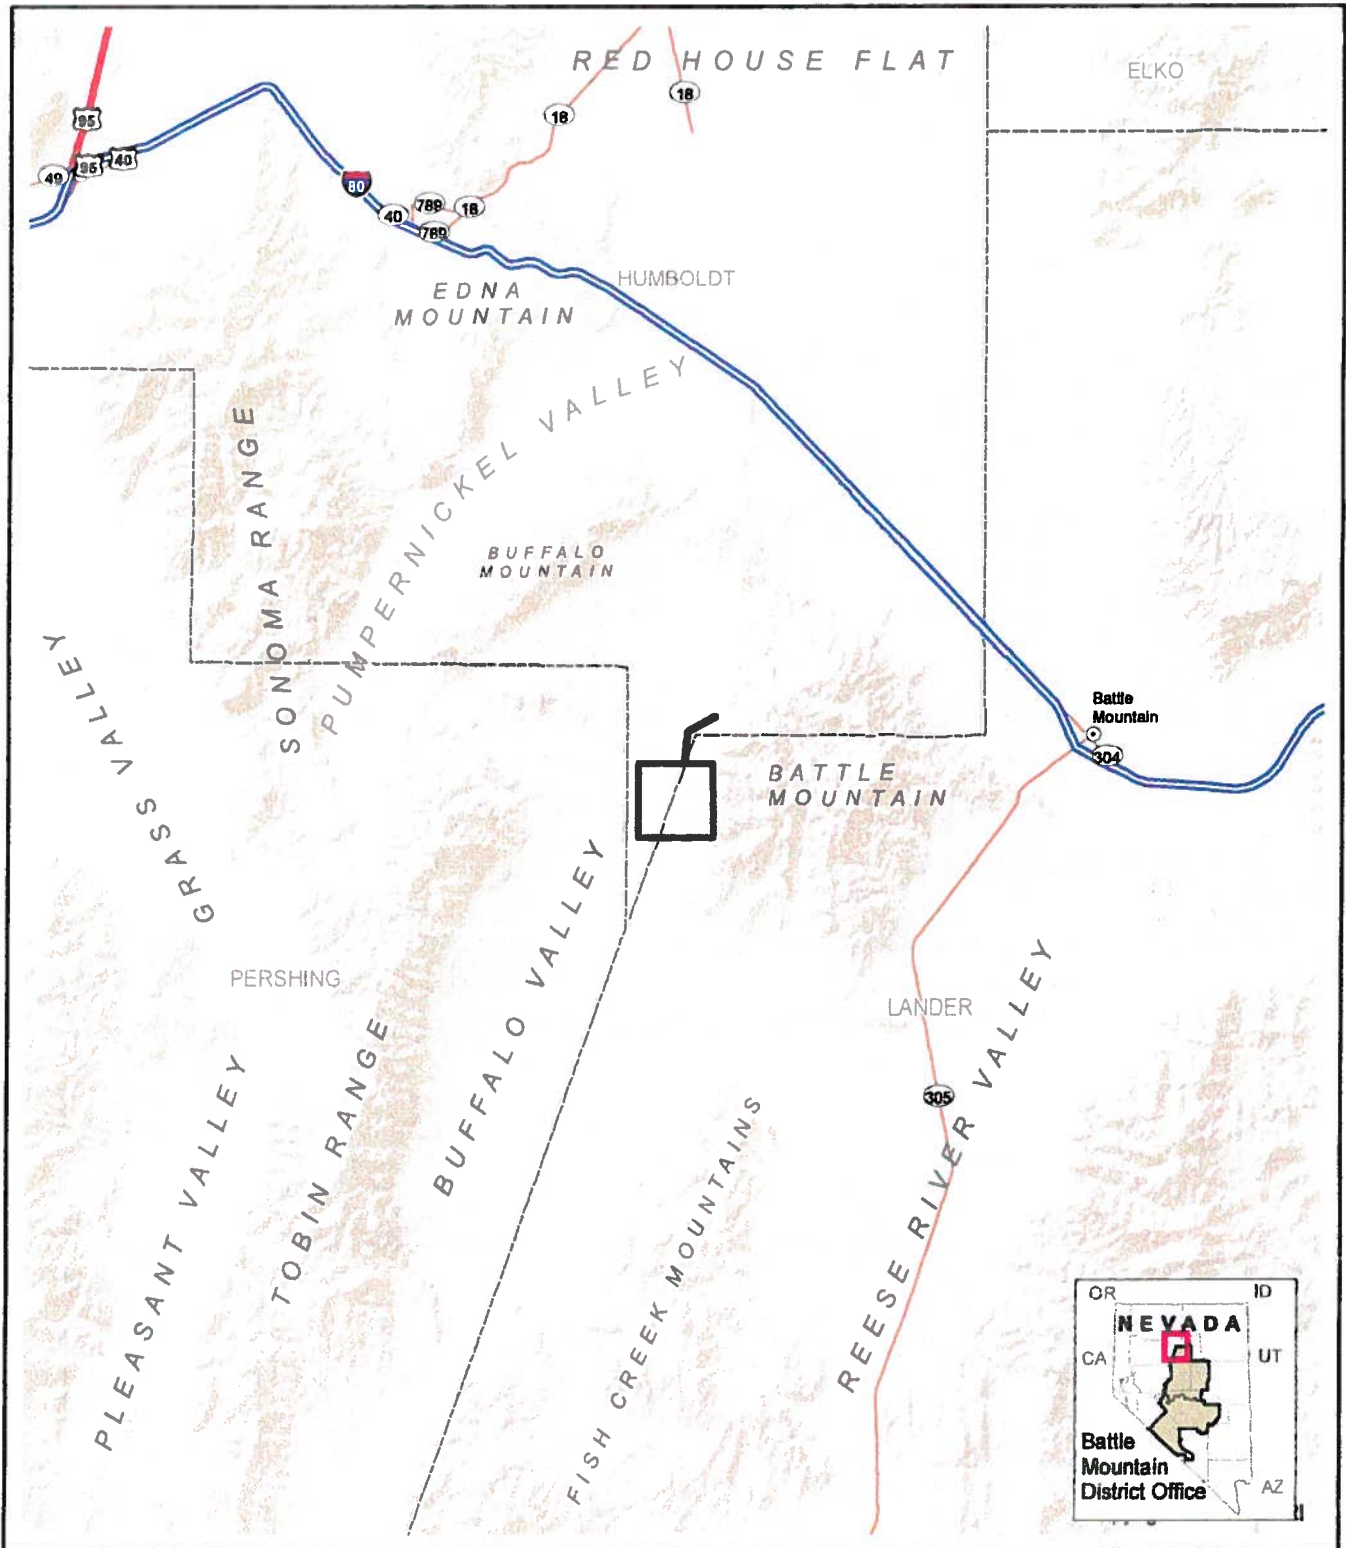 RED HOUSE FLAT
ELKO
95
18
18
95
40
49
80
789
18
40
789
HUMBOLDT
EDNA
MOUNTAIN
PUMPERNICKEL VALLEY
SONOMA RANGE
BUFFALO
MOUNTAIN
GRASS VALLEY
Battle
Mountain
304
BATTLE
MOUNTAIN
BUFFALO VALLEY
PERSHING
LANDER
REESE RIVER VALLEY
305
PLEASANT VALLEY
TOBIN RANGE
FISH CREEK MOUNTAINS
OR
ID
NEVADA
CA
UT
Battle
Mountain
District Office
AZ